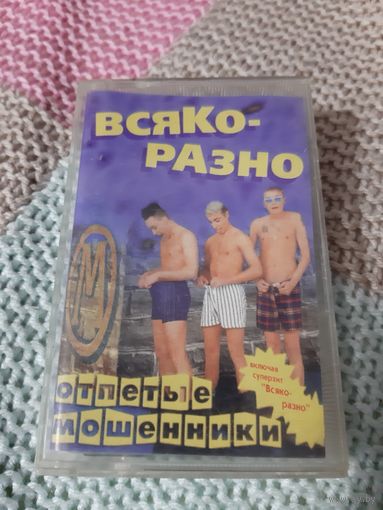 ВСЯКО-
РАЗНО
М
включая
суперхит
"Всяко-
разно"
отпетые
мошенники